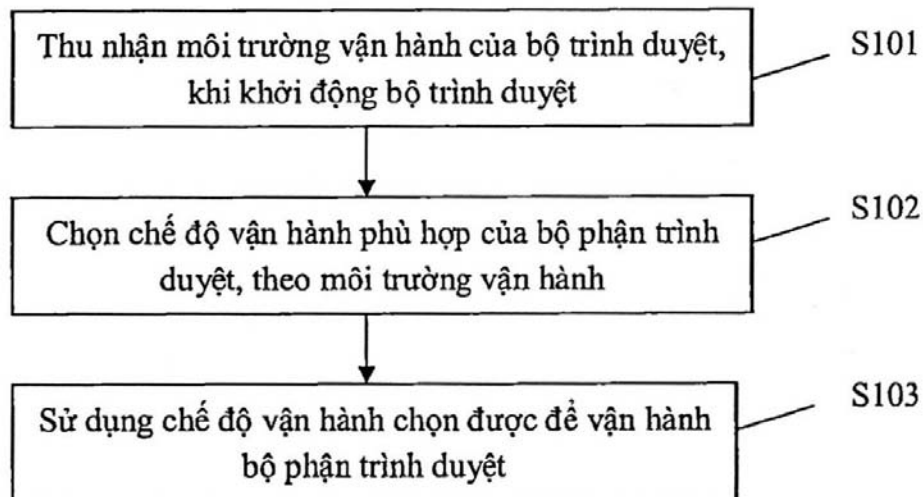 Thu nhận môi trường vận hành của bộ trình duyệt,
khi khởi động bộ trình duyệt
S101
Chọn chế độ vận hành phù hợp của bộ phận trình
duyệt, theo môi trường vận hành
S102
Sử dụng chế độ vận hành chọn được để vận hành
bộ phận trình duyệt
S103